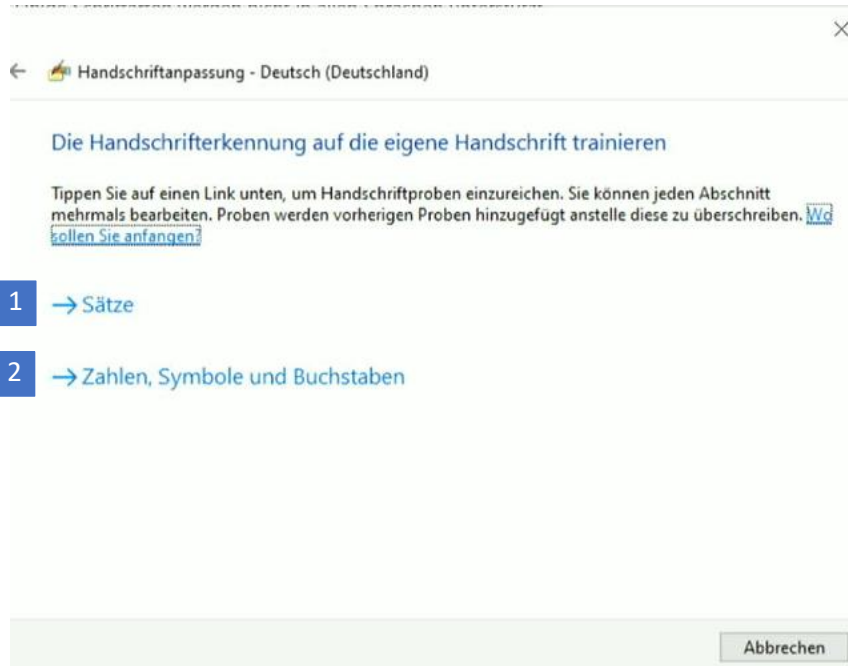 Handschriftanpassung - Deutsch (Deutschland)
Die Handschrifterkennung auf die eigene Handschrift trainieren
Tippen Sie auf einen Link unten, um Handschriftproben einzureichen. Sie können jeden Abschnitt
mehrmals bearbeiten. Proben werden vorherigen Proben hinzugefügt anstelle diese zu überschreiben. Wo
sollen Sie anfangen?
1 → Sätze
2 → Zahlen, Symbole und Buchstaben
Abbrechen